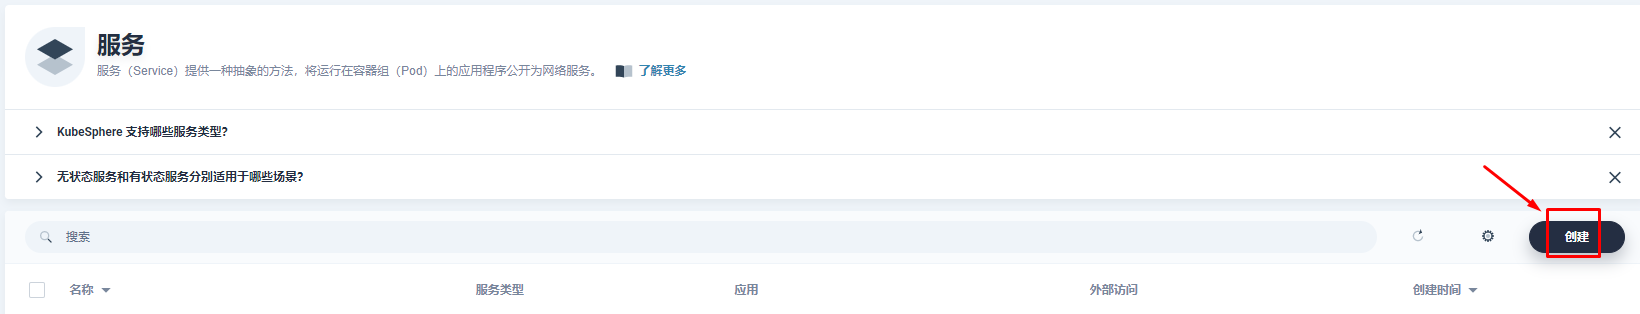 服务
服务（Service）提供一种抽象的方法，将运行在容器组（Pod）上的应用程序公开为网络服务。 了解更多
KubeSphere 支持哪些服务类型？
无状态服务和有状态服务分别适用于哪些场景？
搜索 创建
名称 服务类型 应用 外部访问 创建时间